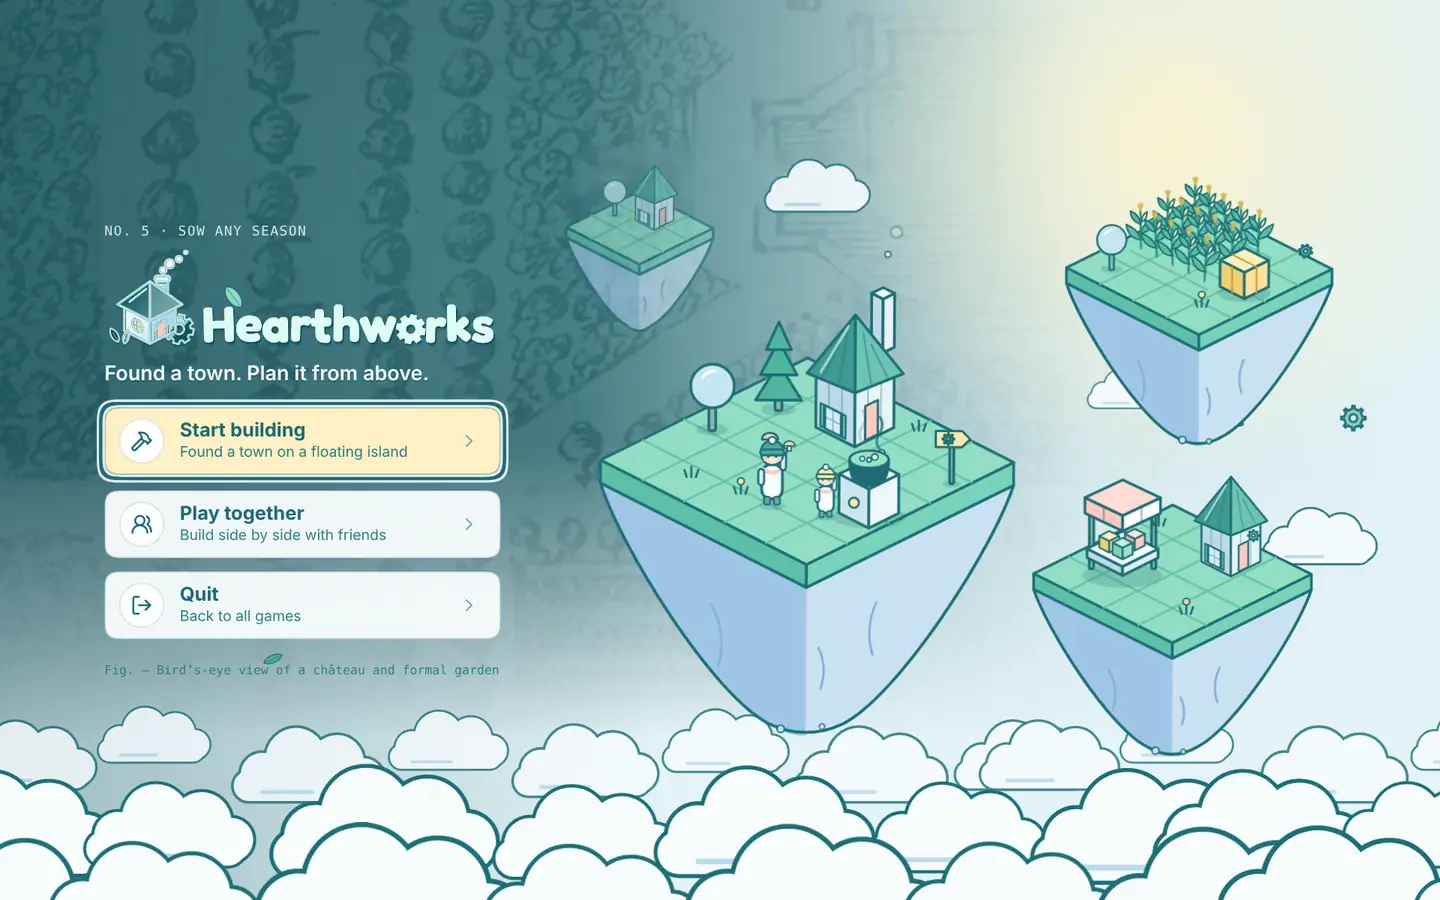 NO. 5 · SOW ANY SEASON
Hearthworks
Found a town. Plan it from above.
Start building
Found a town on a floating island
Play together
Build side by side with friends
Quit
Back to all games
Fig. — Bird's-eye view of a château and formal garden